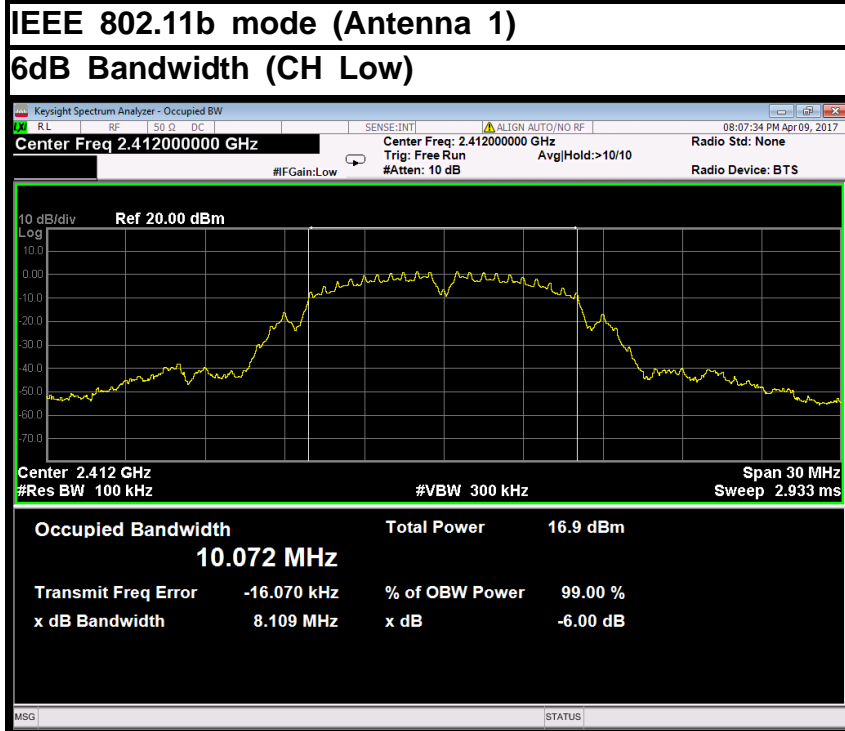 IEEE 802.11b mode (Antenna 1)
6dB Bandwidth (CH Low)
Keysight Spectrum Analyzer - Occupied BW
LXI RL RF 50 Ω DC SENSE:INT ALIGN AUTO/NO RF 08:07:34 PM Apr 09, 2017
Center Freq 2.412000000 GHz Center Freq: 2.412000000 GHz Radio Std: None
Trig: Free Run Avg|Hold:>10/10
#IFGain:Low #Atten: 10 dB Radio Device: BTS
10 dB/div Ref 20.00 dBm
Log
10.0
0.00
-10.0
-20.0
-30.0
-40.0
-50.0
-60.0
-70.0
Center 2.412 GHz Span 30 MHz
#Res BW 100 kHz #VBW 300 kHz Sweep 2.933 ms
Occupied Bandwidth Total Power 16.9 dBm
10.072 MHz
Transmit Freq Error -16.070 kHz % of OBW Power 99.00 %
x dB Bandwidth 8.109 MHz x dB -6.00 dB
MSG STATUS